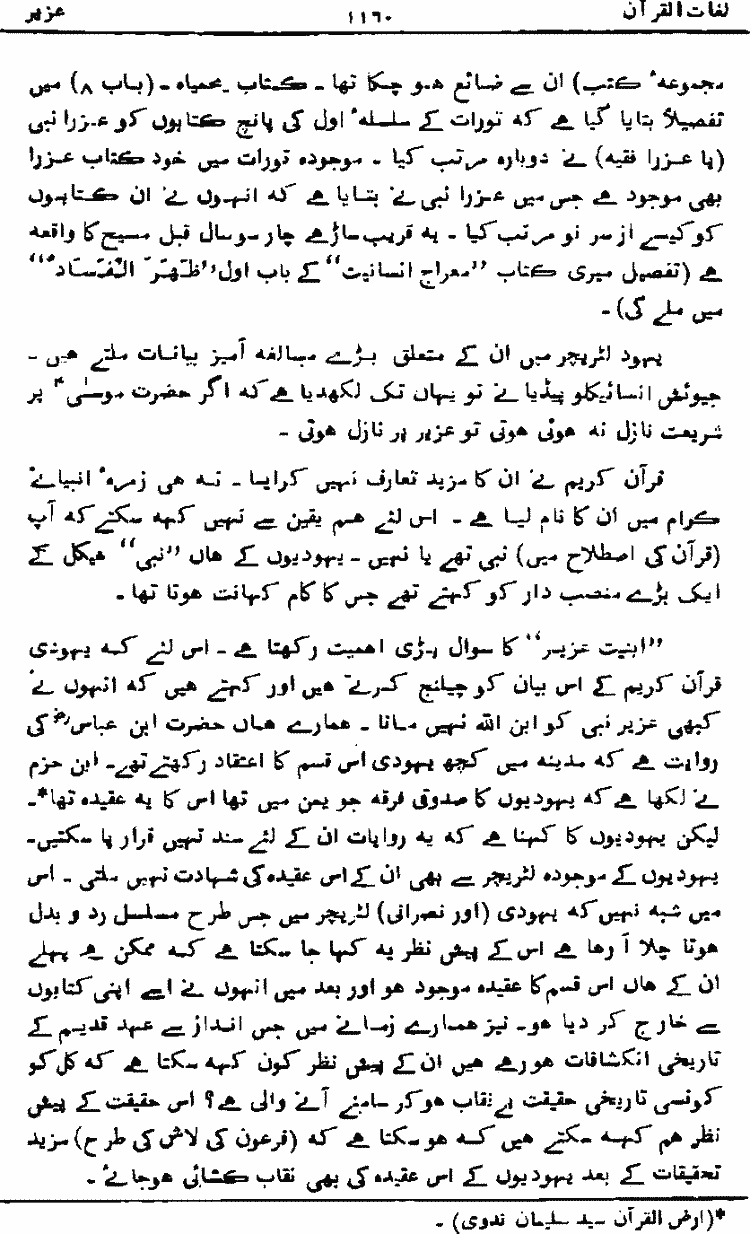 لغات القرآن ۱۱٦۰ عزیر
مجموعہٴ کتب) ان سے ضائع ہو چکا تھا ۔ کتاب نحمیاہ ۔ (باب ۸) میں
تفصیلاً بتایا گیا ہے کہ تورات کے سلسلہٴ اول کی پانچ کتابوں کو عزرا نبی
(یا عزرا فقیہ) نے دوبارہ مرتب کیا ۔ موجودہ تورات میں خود کتاب عزرا
بھی موجود ہے جس میں عزرا نبی نے بتایا ہے کہ انہوں نے ان کتابوں
کو کیسے از سر نو مرتب کیا ۔ یہ قریب ساڑھے چار سو سال قبل مسیح کا واقعہ
ہے (تفصیل میری کتاب ”معراج انسانیت“ کے باب اول ”ظَہَرَ الْفَسَادُ“
میں ملے گی) ۔
یہود لٹریچر میں ان کے متعلق بڑے مبالغہ آمیز بیانات ملتے ہیں ۔
جیوئش انسائیکلو پیڈیا نے تو یہاں تک لکھدیا ہے کہ اگر حضرت موسٰیؑ پر
شریعت نازل نہ ہوئی ہوتی تو عزیر پر نازل ہوتی ۔
قرآن کریم نے ان کا مزید تعارف نہیں کرایا ۔ نہ ہی زمرہٴ انبیائے
کرام میں ان کا نام لیا ہے ۔ اس لئے ہم یقین سے نہیں کہہ سکتے کہ آپ
(قرآن کی اصطلاح میں) نبی تھے یا نہیں ۔ یہودیوں کے ہاں ”نبی“ ہیکل کے
ایک بڑے منصب دار کو کہتے تھے جس کا کام کہانت ہوتا تھا ۔
”ابنیت عزیر“ کا سوال بڑی اہمیت رکھتا ہے ۔ اس لئے کہ یہودی
قرآن کریم کے اس بیان کو چیلنج کرتے ہیں اور کہتے ہیں کہ انہوں نے
کبھی عزیر نبی کو ابن اللہ نہیں مانا ۔ ہمارے ہاں حضرت ابن عباسؓ کی
روایت ہے کہ مدینہ میں کچھ یہودی اس قسم کا اعتقاد رکھتے تھے۔ ابن حزم
نے لکھا ہے کہ یہودیوں کا صدوقی فرقہ جو یمن میں تھا اس کا یہ عقیدہ تھا*۔
لیکن یہودیوں کا کہنا ہے کہ یہ روایات ان کے لئے سند نہیں قرار پا سکتیں۔
یہودیوں کے موجودہ لٹریچر سے بھی ان کے اس عقیدہ کی شہادت نہیں ملتی ۔ اس
میں شبہ نہیں کہ یہودی (اور نصرانی) لٹریچر میں جس طرح مسلسل رد و بدل
ہوتا چلا آ رہا ہے اس کے پیش نظر یہ کہا جا سکتا ہے کہ ممکن ہے پہلے
ان کے ہاں اس قسم کا عقیدہ موجود ہو اور بعد میں انہوں نے اسے اپنی کتابوں
سے خارج کر دیا ہو۔ نیز ہمارے زمانے میں جس انداز سے عہد قدیم کے
تاریخی انکشافات ہو رہے ہیں ان کے پیش نظر کون کہہ سکتا ہے کہ کل کو
کونسی تاریخی حقیقت بے نقاب ہو کر سامنے آنے والی ہے؟ اس حقیقت کے پیش
نظر ہم کہہ سکتے ہیں کہ ہو سکتا ہے کہ (فرعون کی لاش کی طرح) مزید
تحقیقات کے بعد یہودیوں کے اس عقیدہ کی بھی نقاب کشائی ہو جائے ۔
*(ارض القرآن سید سلیمان ندوی) ۔